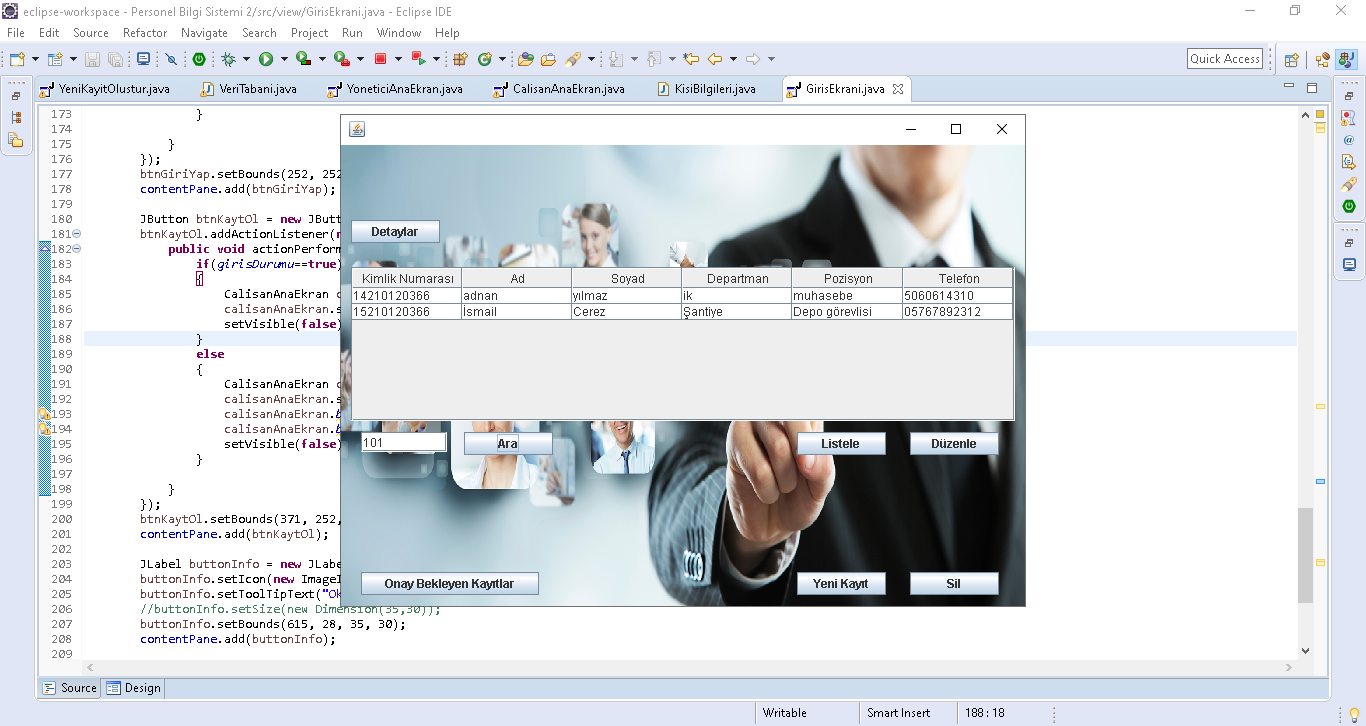 eclipse-workspace - Personel Bilgi Sistemi 2/src/view/GirisEkrani.java - Eclipse IDE
File Edit Source Refactor Navigate Search Project Run Window Help
Quick Access
YeniKayitOlustur.java VeriTabani.java YoneticiAnaEkran.java CalisanAnaEkran.java KisiBilgileri.java GirisEkrani.java
173 }
174
175 }
176 });
177 btnGiriYap.setBounds(252, 252
178 contentPane.add(btnGiriYap);
179
180 JButton btnKaytOl = new JButt
181 btnKaytOl.addActionListener(n
182 public void actionPerform
183 if(girisDurumu==true)
184 {
185 CalisanAnaEkran c
186 calisanAnaEkran.s
187 setVisible(false)
188 }
189 else
190 {
191 CalisanAnaEkran c
192 calisanAnaEkran.s
193 calisanAnaEkran.b
194 calisanAnaEkran.b
195 setVisible(false)
196 }
197
198 }
199 });
200 btnKaytOl.setBounds(371, 252,
201 contentPane.add(btnKaytOl);
202
203 JLabel buttonInfo = new JLabe
204 buttonInfo.setIcon(new ImageI
205 buttonInfo.setToolTipText("Ok
206 //buttonInfo.setSize(new Dimension(35,30));
207 buttonInfo.setBounds(615, 28, 35, 30);
208 contentPane.add(buttonInfo);
209
Detaylar
Kimlik Numarası Ad Soyad Departman Pozisyon Telefon
14210120366 adnan yılmaz ik muhasebe 5060614310
15210120366 İsmail Cerez Şantiye Depo görevlisi 05767892312
101 Ara Listele Düzenle
Onay Bekleyen Kayıtlar Yeni Kayıt Sil
Source Design
Writable Smart Insert 188 : 18